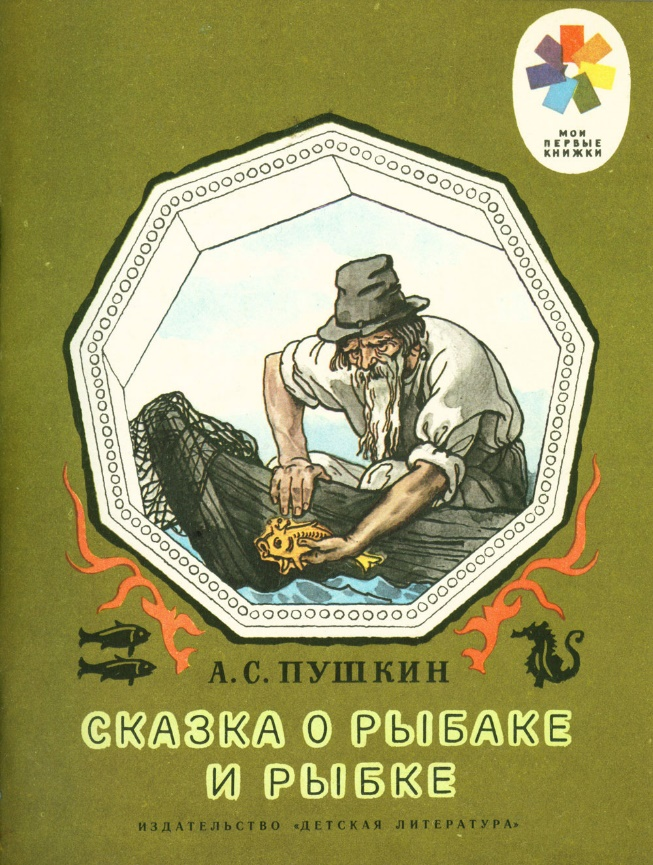 МОИ
ПЕРВЫЕ
КНИЖКИ
А. С. ПУШКИН
СКАЗКА О РЫБАКЕ
И РЫБКЕ
ИЗДАТЕЛЬСТВО «ДЕТСКАЯ ЛИТЕРАТУРА»